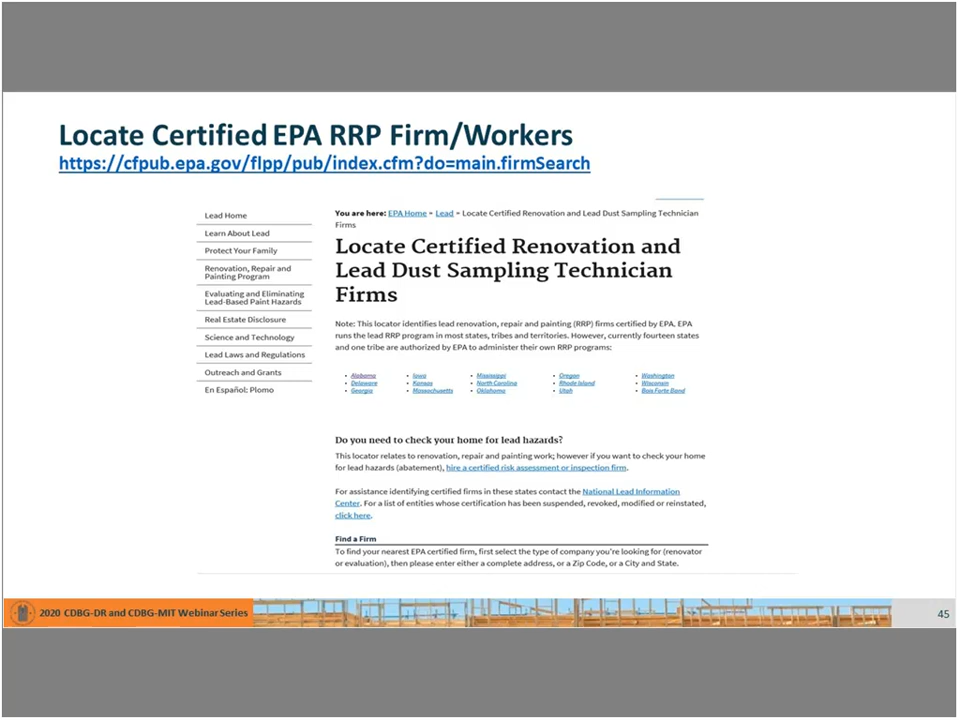 Locate Certified EPA RRP Firm/Workers
https://cfpub.epa.gov/flpp/pub/index.cfm?do=main.firmSearch
Lead Home
Learn About Lead
Protect Your Family
Renovation, Repair and
Painting Program
Evaluating and Eliminating
Lead-Based Paint Hazards
Real Estate Disclosure
Science and Technology
Lead Laws and Regulations
Outreach and Grants
En Español: Plomo
You are here: EPA Home » Lead » Locate Certified Renovation and Lead Dust Sampling Technician
Firms
Locate Certified Renovation and
Lead Dust Sampling Technician
Firms
Note: This locator identifies lead renovation, repair and painting (RRP) firms certified by EPA. EPA
runs the lead RRP program in most states, tribes and territories. However, currently fourteen states
and one tribe are authorized by EPA to administer their own RRP programs:
• Alabama • Iowa • Mississippi • Oregon • Washington
• Delaware • Kansas • North Carolina • Rhode Island • Wisconsin
• Georgia • Massachusetts • Oklahoma • Utah • Bois Forte Band
Do you need to check your home for lead hazards?
This locator relates to renovation, repair and painting work; however if you want to check your home
for lead hazards (abatement), hire a certified risk assessment or inspection firm.
For assistance identifying certified firms in these states contact the National Lead Information
Center. For a list of entities whose certification has been suspended, revoked, modified or reinstated,
click here.
Find a Firm
To find your nearest EPA certified firm, first select the type of company you're looking for (renovator
or evaluation), then please enter either a complete address, or a Zip Code, or a City and State.
2020 CDBG-DR and CDBG-MIT Webinar Series
45